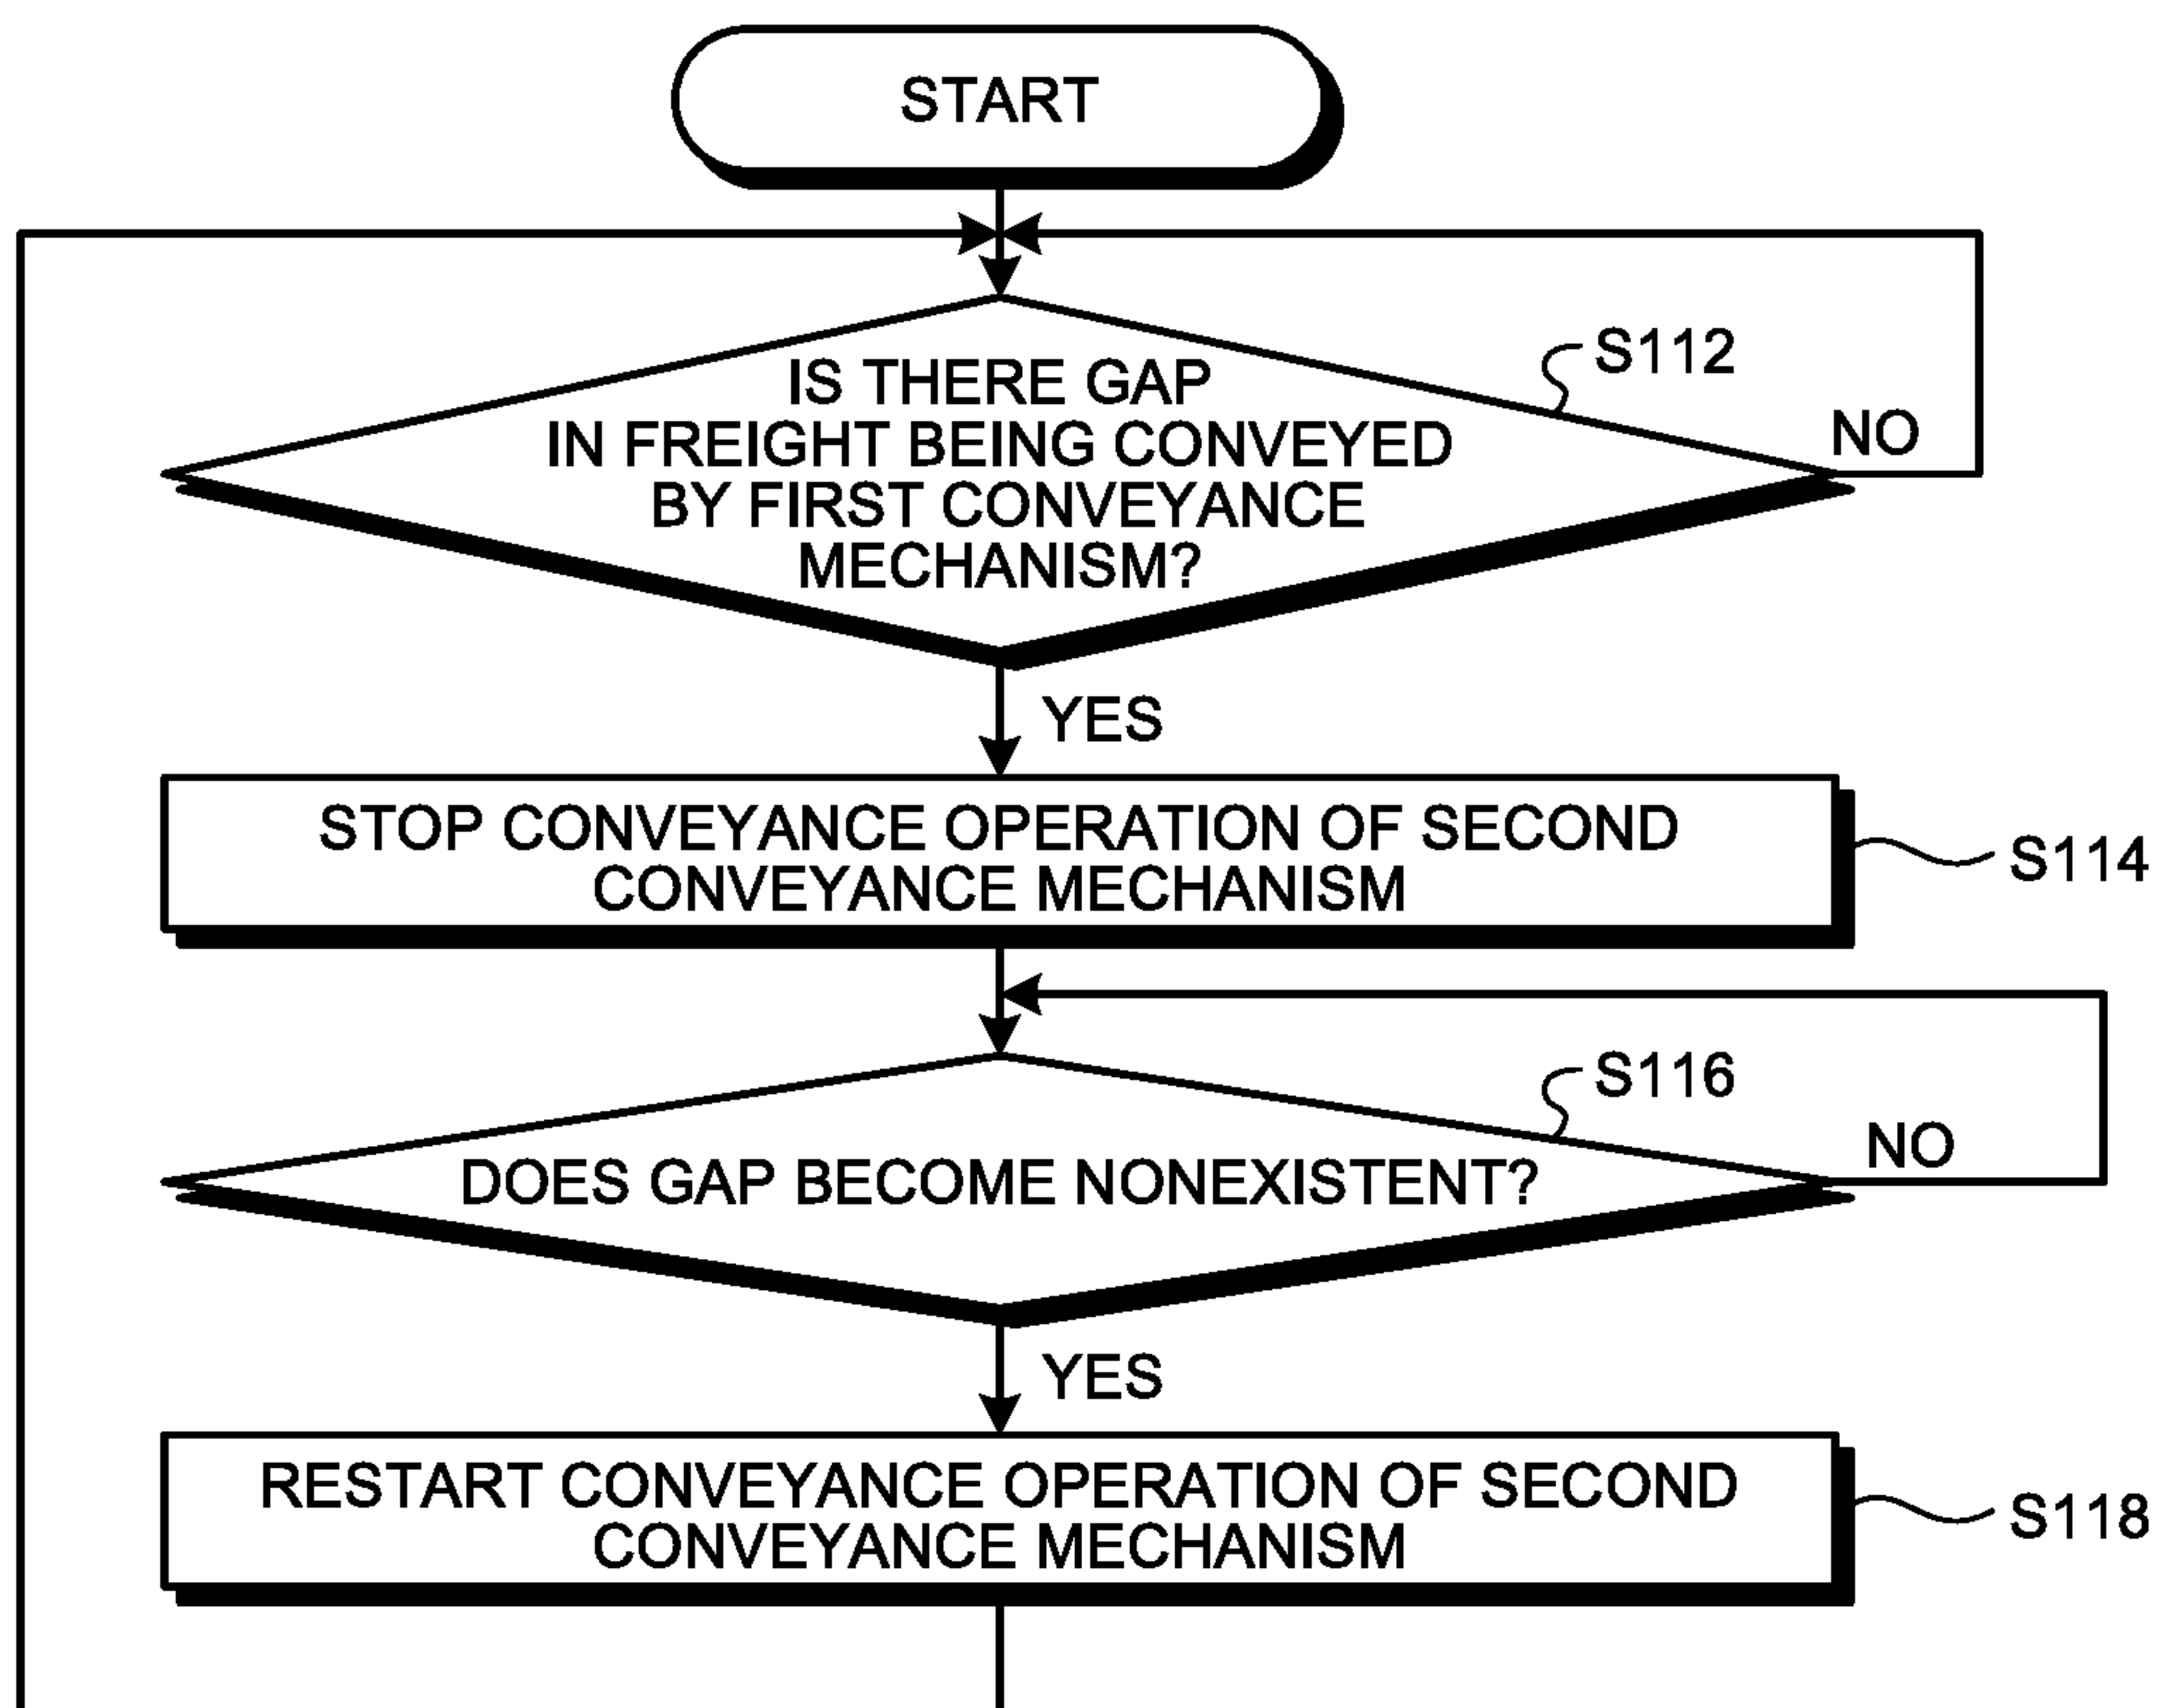 START
S112
IS THERE GAP
IN FREIGHT BEING CONVEYED
BY FIRST CONVEYANCE
MECHANISM?
NO
YES
STOP CONVEYANCE OPERATION OF SECOND
CONVEYANCE MECHANISM
S114
S116
DOES GAP BECOME NONEXISTENT?
NO
YES
RESTART CONVEYANCE OPERATION OF SECOND
CONVEYANCE MECHANISM
S118